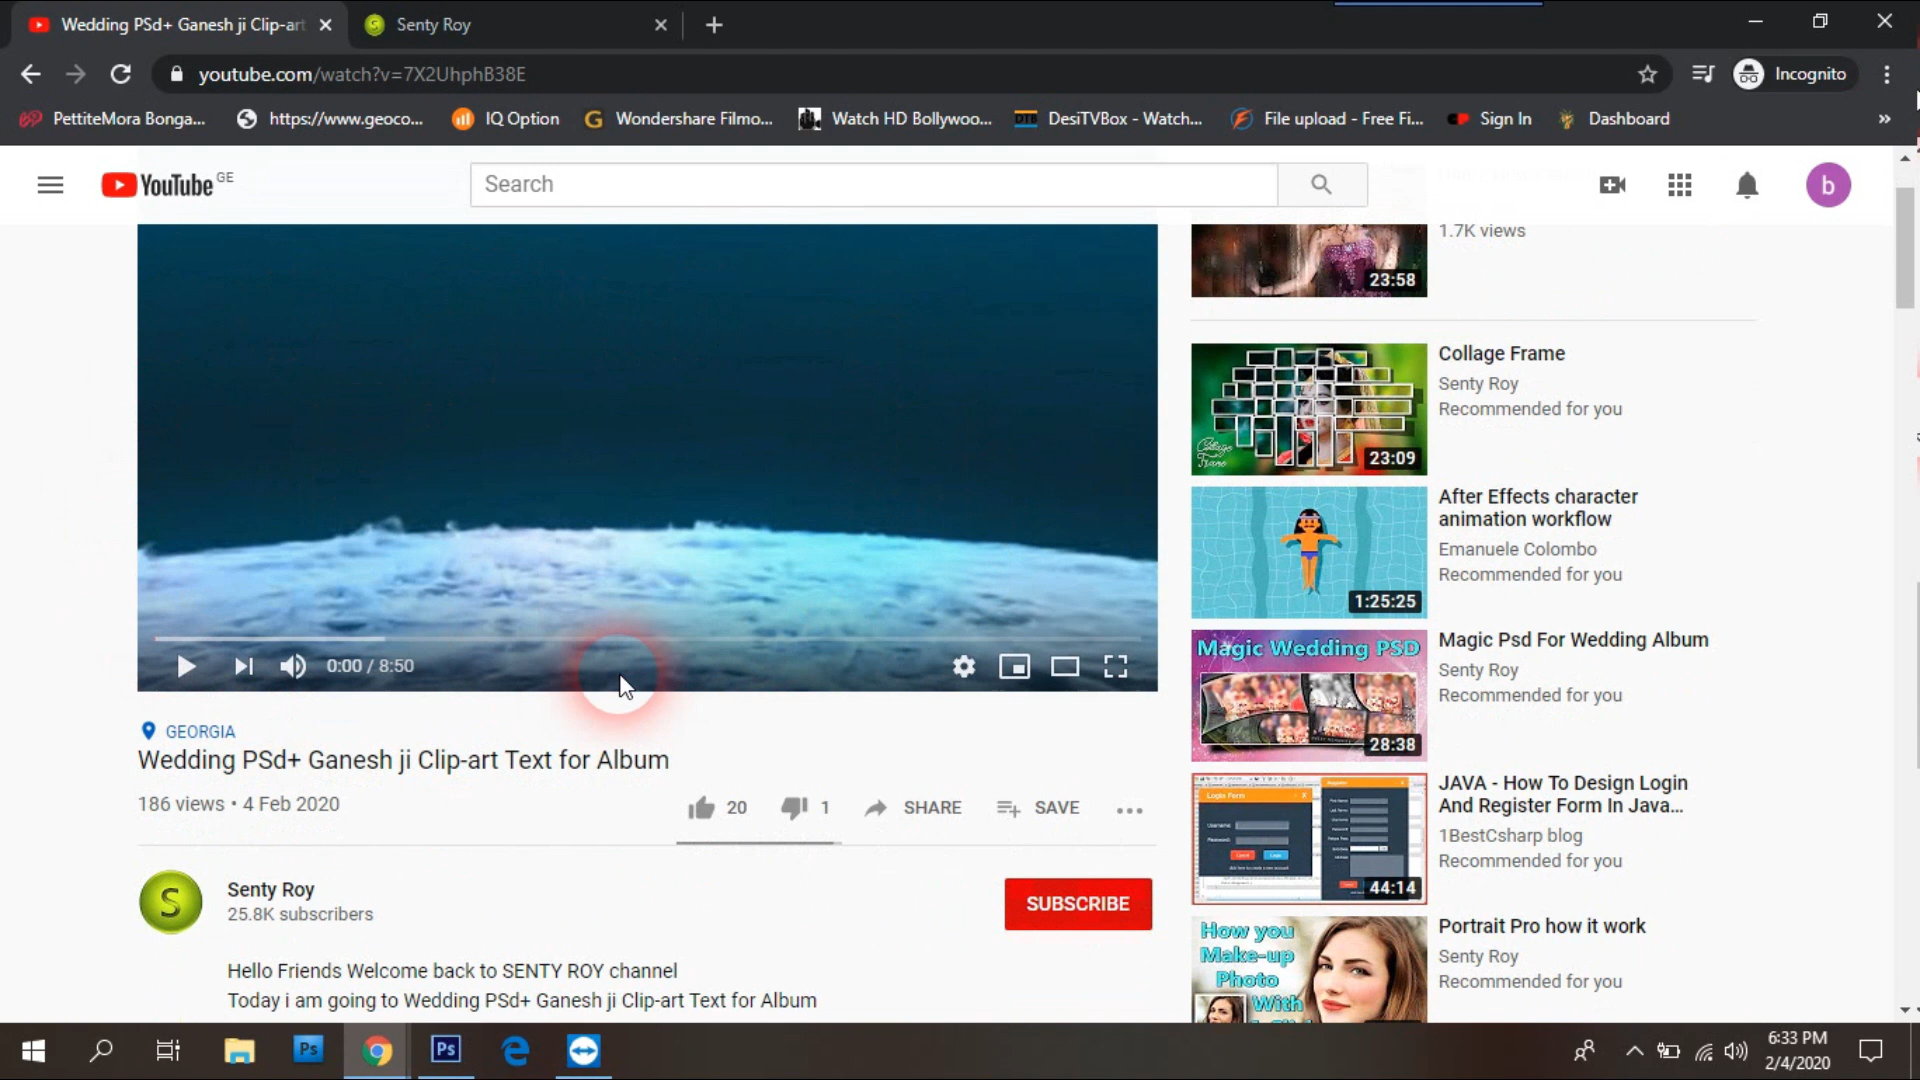 Wedding PSd+ Ganesh ji Clip-art
Senty Roy
youtube.com/watch?v=7X2UhphB38E
Incognito
PettiteMora Bonga...
https://www.geoco...
IQ Option
Wondershare Filmo...
Watch HD Bollywoo...
DesiTVBox - Watch...
File upload - Free Fi...
Sign In
Dashboard
YouTube GE
Search
b
1.7K views
23:58
0:00 / 8:50
GEORGIA
Wedding PSd+ Ganesh ji Clip-art Text for Album
186 views • 4 Feb 2020
20
1
SHARE
SAVE
S
Senty Roy
25.8K subscribers
SUBSCRIBE
Hello Friends Welcome back to SENTY ROY channel
Today i am going to Wedding PSd+ Ganesh ji Clip-art Text for Album
Collage Frame
Senty Roy
Recommended for you
Collage
Frame
23:09
After Effects character
animation workflow
Emanuele Colombo
Recommended for you
1:25:25
Magic Psd For Wedding Album
Senty Roy
Recommended for you
Magic Wedding PSD
28:38
JAVA - How To Design Login
And Register Form In Java...
1BestCsharp blog
Recommended for you
Login Form
44:14
Portrait Pro how it work
Senty Roy
Recommended for you
How you
Make-up
Photo
With
Ps
Ps
6:33 PM
2/4/2020